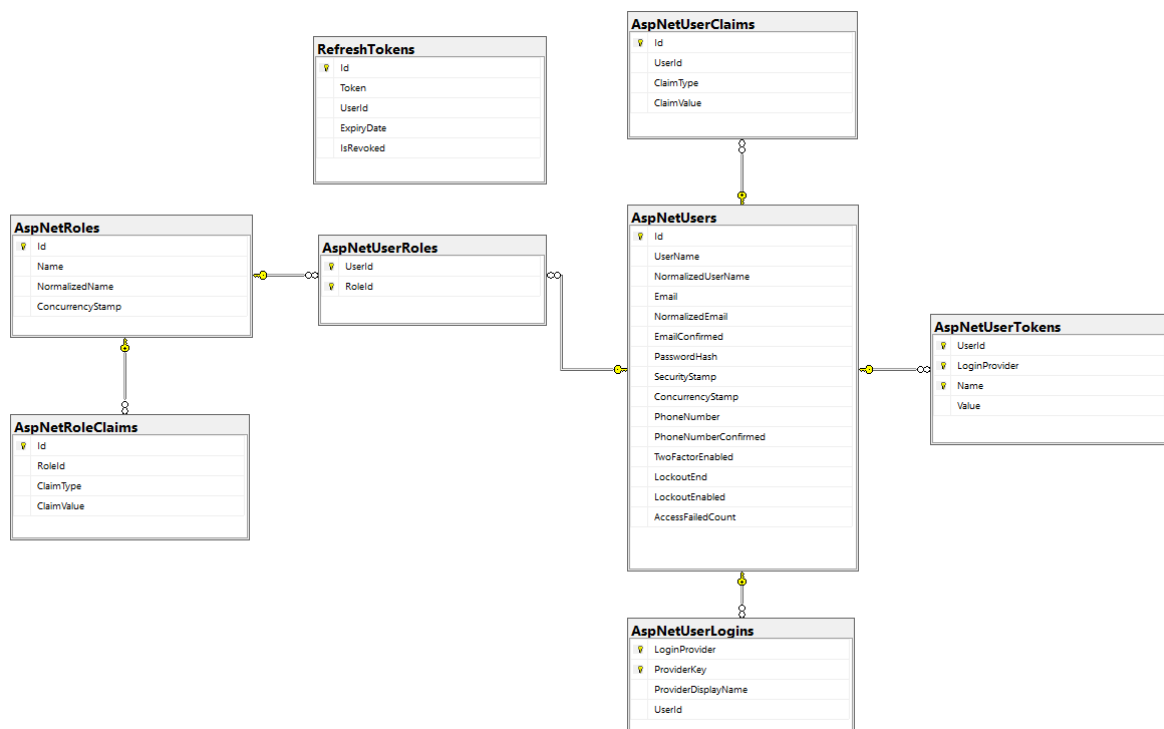 AspNetUserClaims
Id
UserId
ClaimType
ClaimValue
RefreshTokens
Id
Token
UserId
ExpiryDate
IsRevoked
AspNetRoles
Id
Name
NormalizedName
ConcurrencyStamp
AspNetUserRoles
UserId
RoleId
AspNetUsers
Id
UserName
NormalizedUserName
Email
NormalizedEmail
EmailConfirmed
PasswordHash
SecurityStamp
ConcurrencyStamp
PhoneNumber
PhoneNumberConfirmed
TwoFactorEnabled
LockoutEnd
LockoutEnabled
AccessFailedCount
AspNetUserTokens
UserId
LoginProvider
Name
Value
AspNetRoleClaims
Id
RoleId
ClaimType
ClaimValue
AspNetUserLogins
LoginProvider
ProviderKey
ProviderDisplayName
UserId